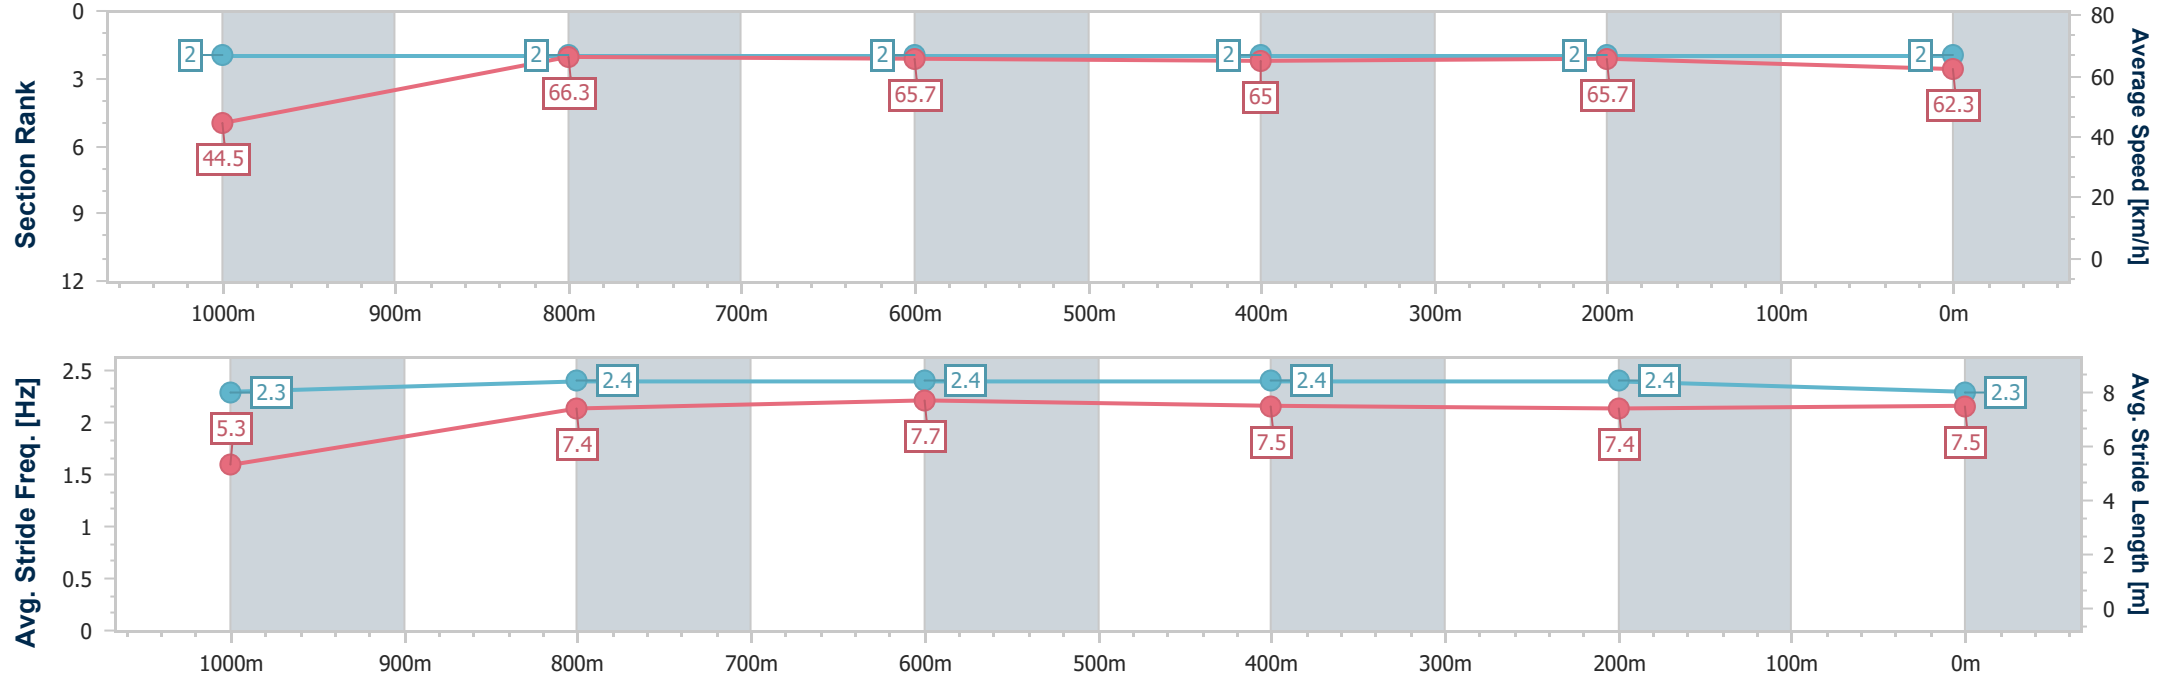 Section Rank
0
3
6
9
12
2
2
2
2
2
2
44.5
66.3
65.7
65
65.7
62.3
80
60
40
20
0
Average Speed [km/h]
1000m
900m
800m
700m
600m
500m
400m
300m
200m
100m
0m
Avg. Stride Freq. [Hz]
2.5
2
1.5
1
0.5
0
2.3
2.4
2.4
2.4
2.4
2.3
5.3
7.4
7.7
7.5
7.4
7.5
8
6
4
2
0
Avg. Stride Length [m]
1000m
900m
800m
700m
600m
500m
400m
300m
200m
100m
0m